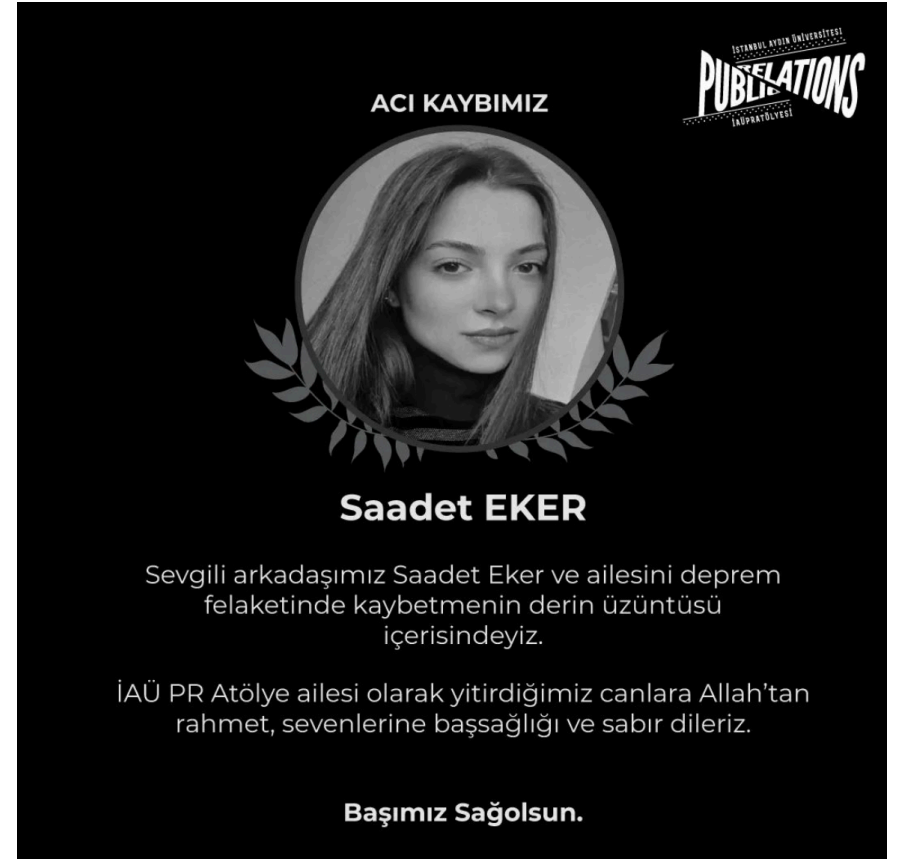 İSTANBUL AYDIN ÜNİVERSİTESİ
PUBLIC RELATIONS
İAÜPRATÖLYESİ
ACI KAYBIMIZ
Saadet EKER
Sevgili arkadaşımız Saadet Eker ve ailesini deprem
felaketinde kaybetmenin derin üzüntüsü
içerisindeyiz.
İAÜ PR Atölye ailesi olarak yitirdiğimiz canlara Allah’tan
rahmet, sevenlerine başsağlığı ve sabır dileriz.
Başımız Sağolsun.